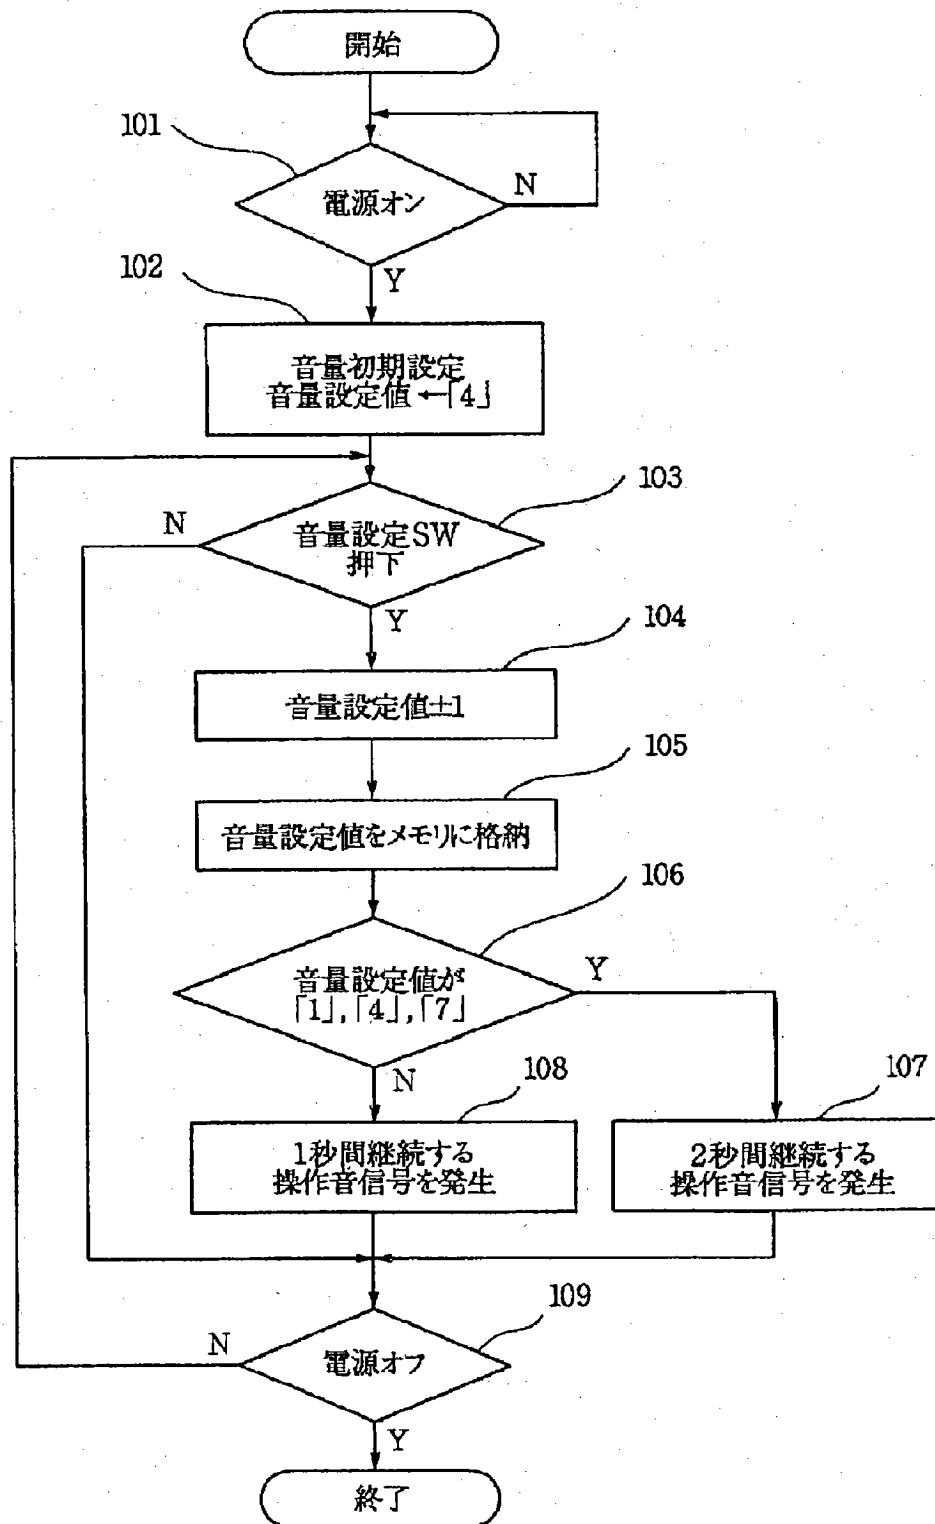 開始
101
電源オン
N
Y
102
音量初期設定
音量設定値←「4」
103
N
音量設定SW
押下
Y
104
音量設定値±1
105
音量設定値をメモリに格納
106
音量設定値が
「1」,「4」,「7」
Y
N
108
107
1秒間継続する
操作音信号を発生
2秒間継続する
操作音信号を発生
109
N
電源オフ
Y
終了